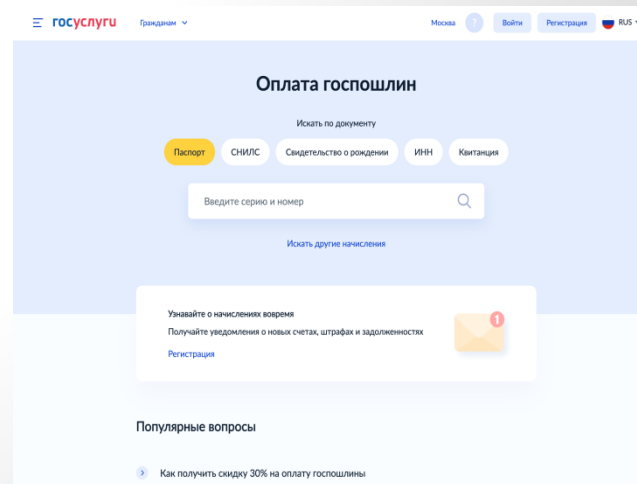 госуслуги
Гражданам
Москва
?
Войти
Регистрация
RUS
Оплата госпошлин
Искать по документу
Паспорт
СНИЛС
Свидетельство о рождении
ИНН
Квитанция
Введите серию и номер
Искать другие начисления
Узнавайте о начислениях вовремя
Получайте уведомления о новых счетах, штрафах и задолженностях
Регистрация
1
Популярные вопросы
Как получить скидку 30% на оплату госпошлины